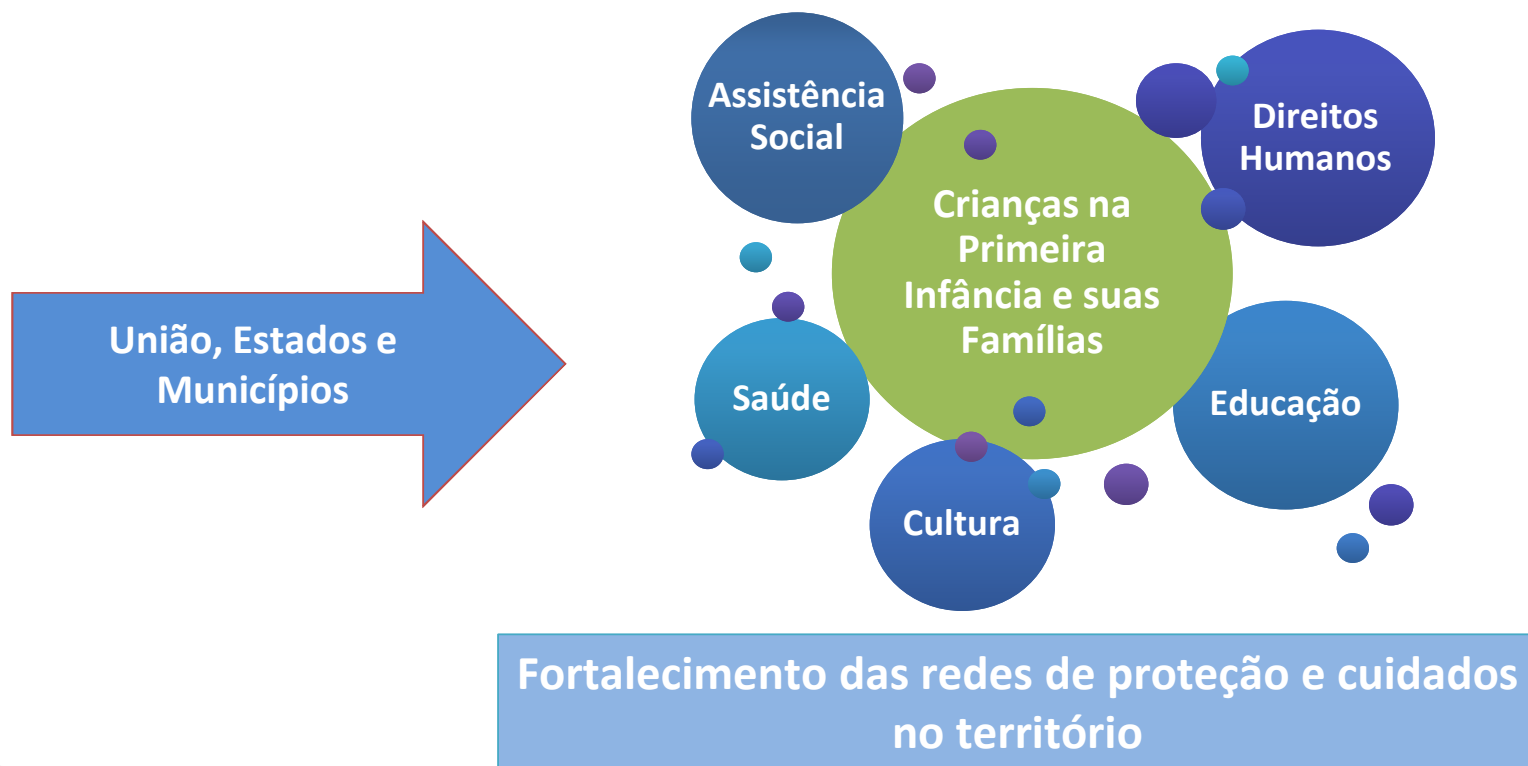 Assistência
Social
Direitos
Humanos
Crianças na
Primeira
Infância e suas
Famílias
União, Estados e
Municípios
Saúde
Educação
Cultura
Fortalecimento das redes de proteção e cuidados
no território